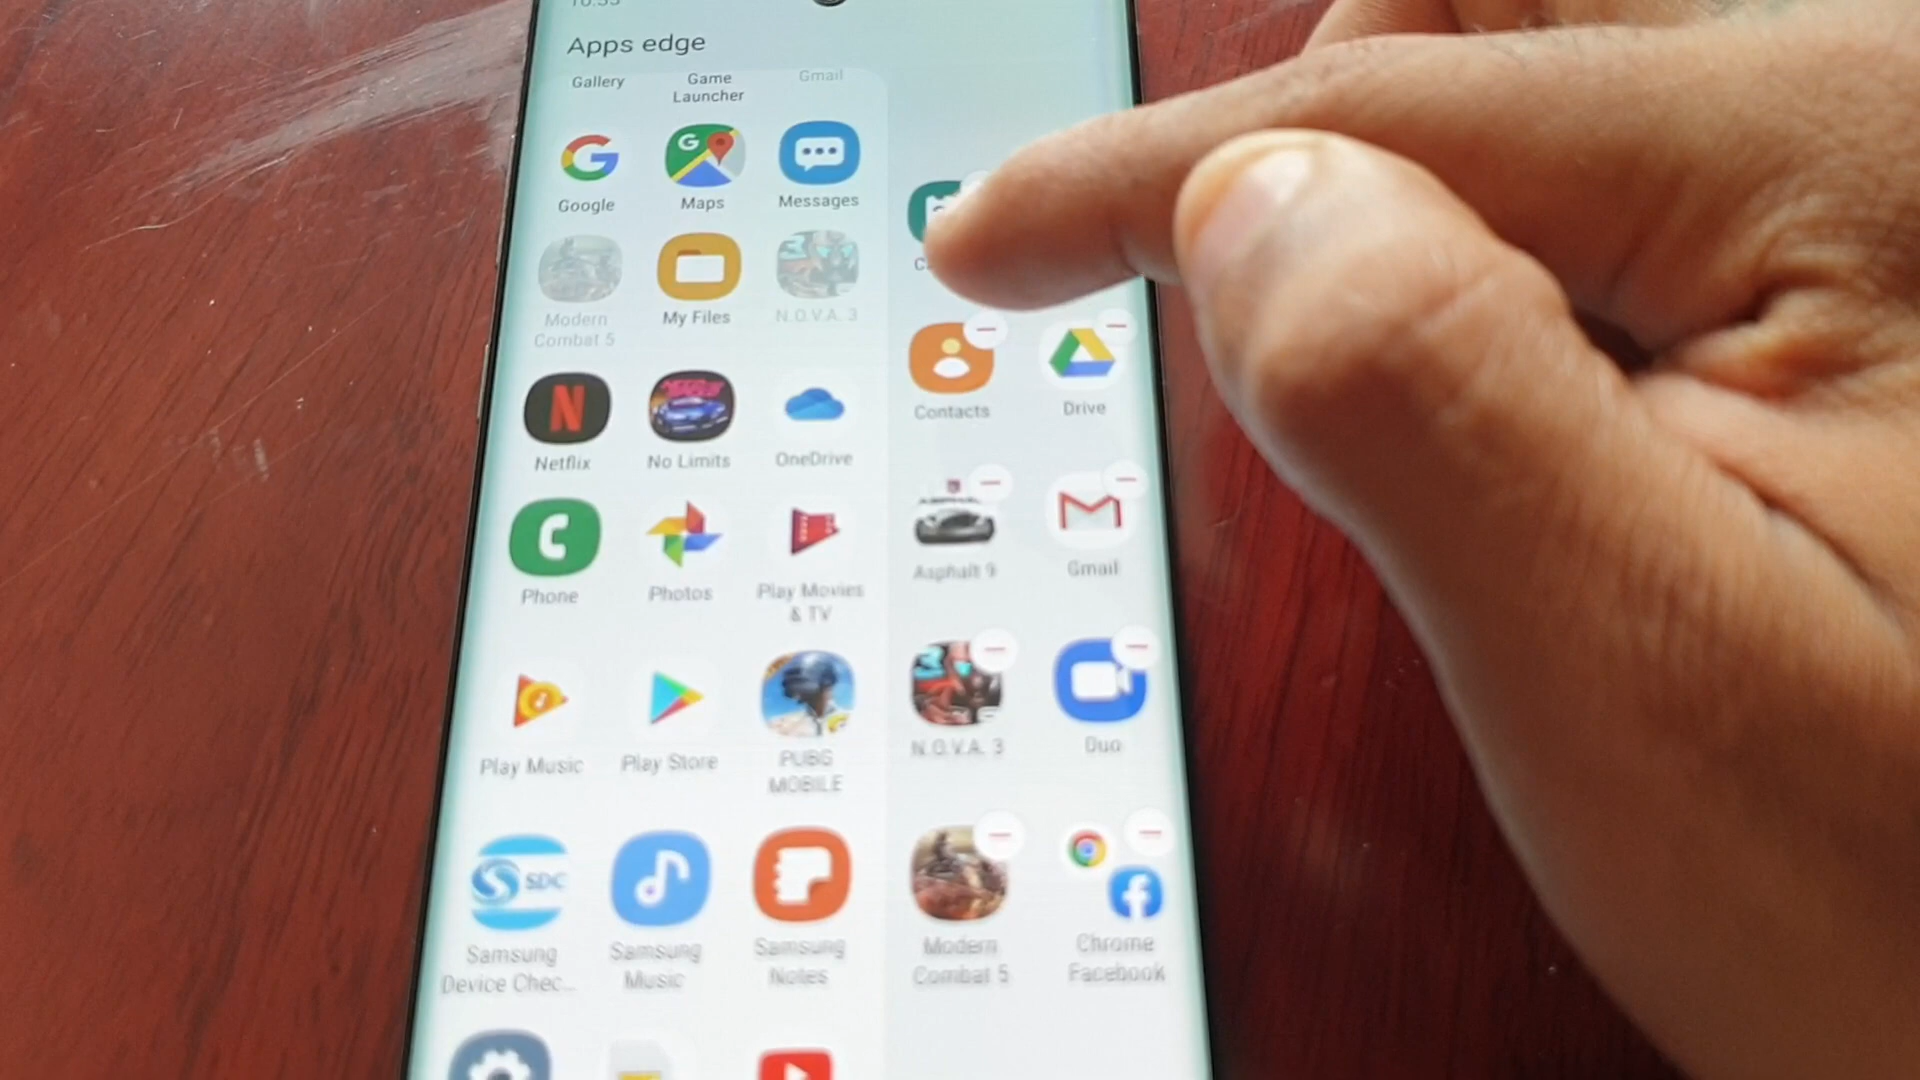 Apps edge
Gallery
Game
Launcher
Gmail
Google
Maps
Messages
Modern
Combat 5
My Files
N.O.V.A. 3
Contacts
Drive
Netflix
No Limits
OneDrive
Asphalt 9
Gmail
Phone
Photos
Play Movies
& TV
N.O.V.A. 3
Duo
Play Music
Play Store
PUBG
MOBILE
SDC
Samsung
Device Chec...
Samsung
Music
Samsung
Notes
Modern
Combat 5
Chrome
Facebook